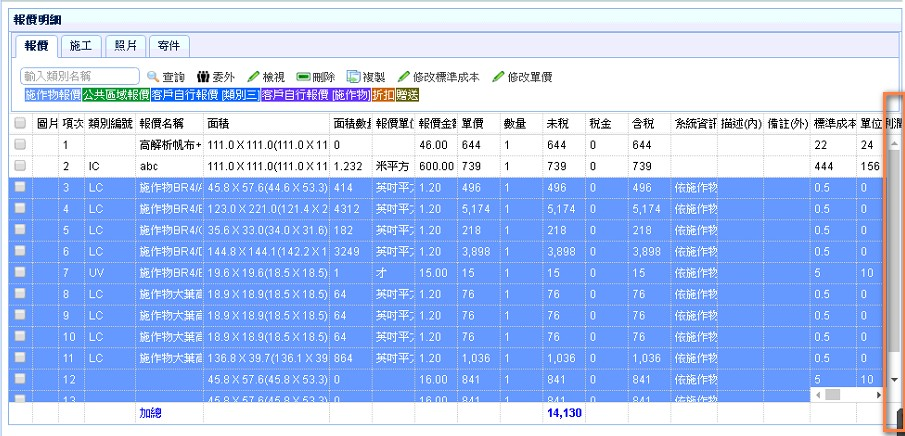 報價明細
報價 施工 照片 寄件
輸入類別名稱 查詢 委外 檢視 刪除 複製 修改標準成本 修改單價
施作物報價 公共區域報價 客戶自行報價 [類別三] 客戶自行報價 [施作物] 折扣 贈送
圖片 項次 類別編號 報價名稱 面積 面積數量 報價單位 報價金額 單價 數量 未稅 稅金 含稅 系統資訊 描述(內) 備註(外) 標準成本 單位 利潤
1 高解析帆布+ 111.0 X 111.0(111.0 X 11 0 46.00 644 1 644 0 644 22 24
2 IC abc 111.0 X 111.0(111.0 X 11 1.232 米平方 600.00 739 1 739 0 739 444 156
3 LC 施作物BR4/A 45.8 X 57.6(44.6 X 53.3) 414 英吋平方 1.20 496 1 496 0 496 依施作物 0.5 0
4 LC 施作物BR4/B 123.0 X 221.0(121.4 X 2 4312 英吋平方 1.20 5,174 1 5,174 0 5,174 依施作物 0.5 0
5 LC 施作物BR4/C 35.6 X 33.0(34.0 X 31.6) 182 英吋平方 1.20 218 1 218 0 218 依施作物 0.5 0
6 LC 施作物BR4/D 144.8 X 144.1(142.2 X 1 3249 英吋平方 1.20 3,898 1 3,898 0 3,898 依施作物 0.5 0
7 UV 施作物BR4/E 19.6 X 19.6(18.5 X 18.5) 1 才 15.00 15 1 15 0 15 依施作物 5 10
8 LC 施作物大葉高 18.9 X 18.9(18.5 X 18.5) 64 英吋平方 1.20 76 1 76 0 76 依施作物 0.5 0
9 LC 施作物大葉高 18.9 X 18.9(18.5 X 18.5) 64 英吋平方 1.20 76 1 76 0 76 依施作物 0.5 0
10 LC 施作物大葉高 18.9 X 18.9(18.5 X 18.5) 64 英吋平方 1.20 76 1 76 0 76 依施作物 0.5 0
11 LC 施作物大葉高 136.8 X 39.7(136.1 X 39 864 英吋平方 1.20 1,036 1 1,036 0 1,036 依施作物 0.5 0
12 45.8 X 57.6(45.8 X 53.3) 0 16.00 841 1 841 0 841 依施作物 5 10
13 45.8 X 57.6(45.8 X 53.3) 0 16.00 841 1 841 0 841 依施作物
加總 14,130